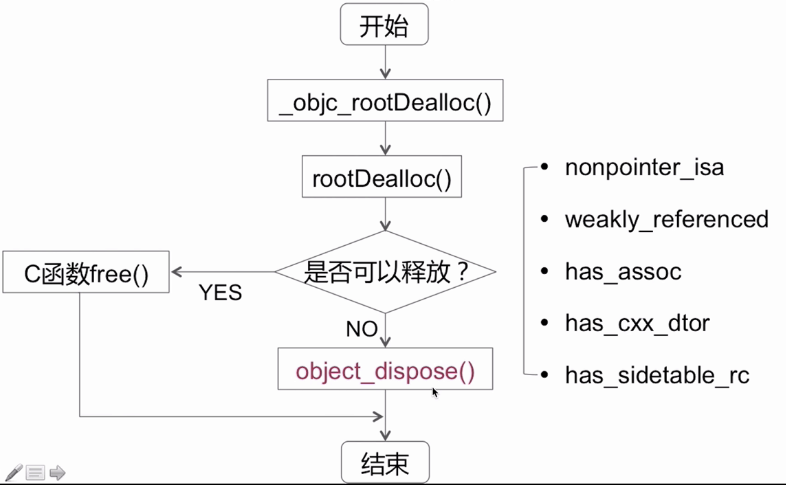 开始
_objc_rootDealloc()
rootDealloc()
是否可以释放？
YES
C函数free()
NO
object_dispose()
结束
• nonpointer_isa
• weakly_referenced
• has_assoc
• has_cxx_dtor
• has_sidetable_rc